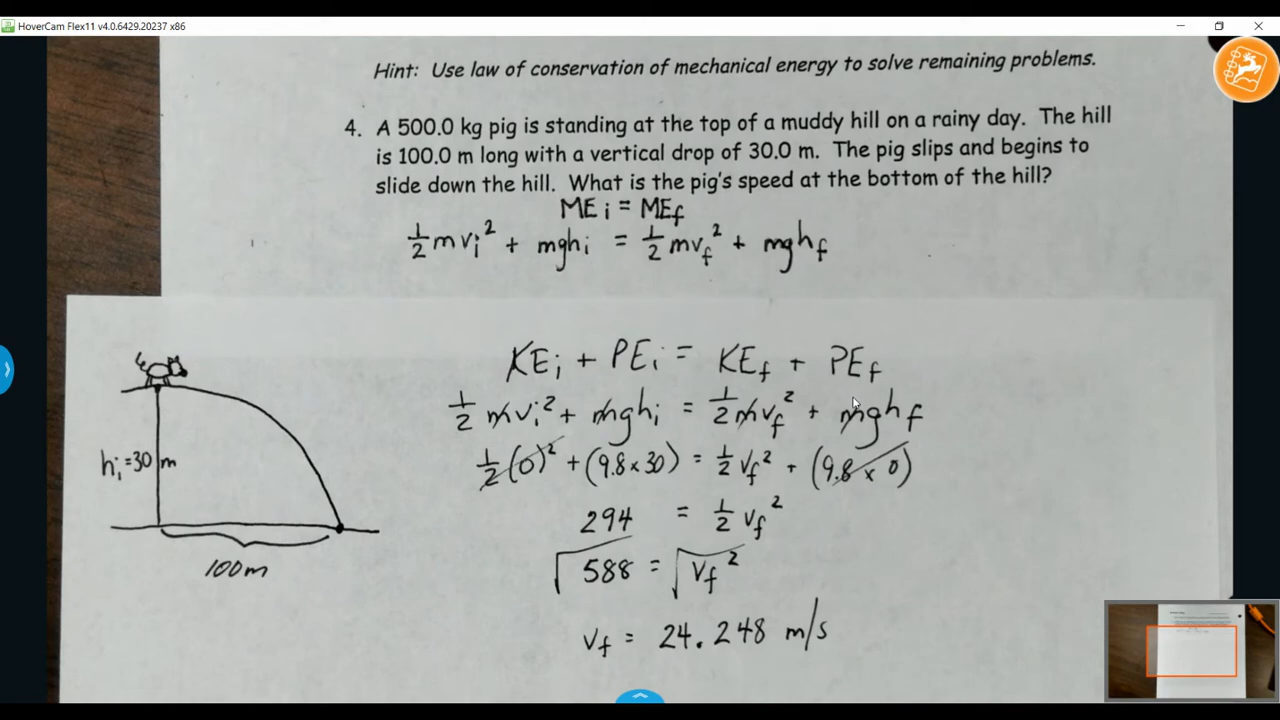 HoverCam Flex11 v4.0.6429.20237 x86
Hint: Use law of conservation of mechanical energy to solve remaining problems.
4. A 500.0 kg pig is standing at the top of a muddy hill on a rainy day. The hill
is 100.0 m long with a vertical drop of 30.0 m. The pig slips and begins to
slide down the hill. What is the pig's speed at the bottom of the hill?
MEi = MEf
½mvi² + mghi = ½mvf² + mghf
KEi + PEi = KEf + PEf
½mvi² + mghi = ½mvf² + mghf
½(0)² + (9.8×30) = ½vf² + (9.8×0)
hi=30m
294 = ½vf²
√588 = √vf²
100m
vf = 24.248 m/s